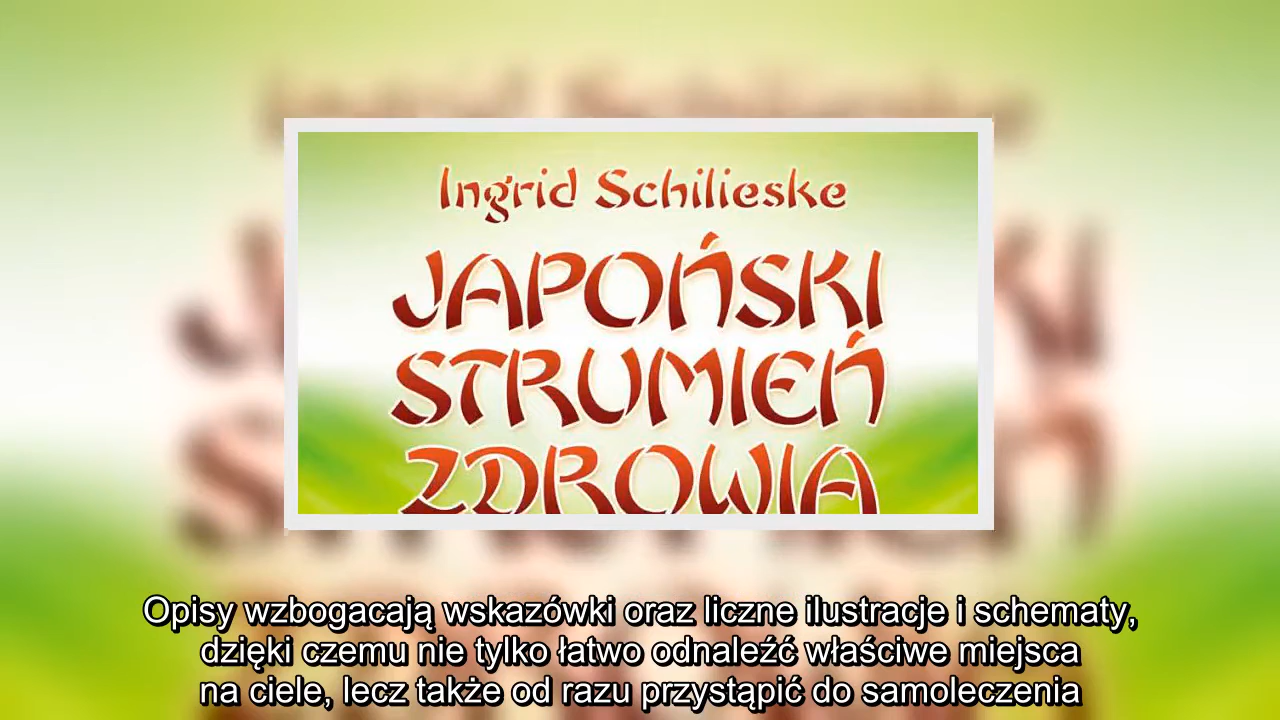 Ingrid Schilieske
JAPOŃSKI
STRUMIEŃ
ZDROWIA
Opisy wzbogacają wskazówki oraz liczne ilustracje i schematy,
dzięki czemu nie tylko łatwo odnaleźć właściwe miejsca
na ciele, lecz także od razu przystąpić do samoleczenia